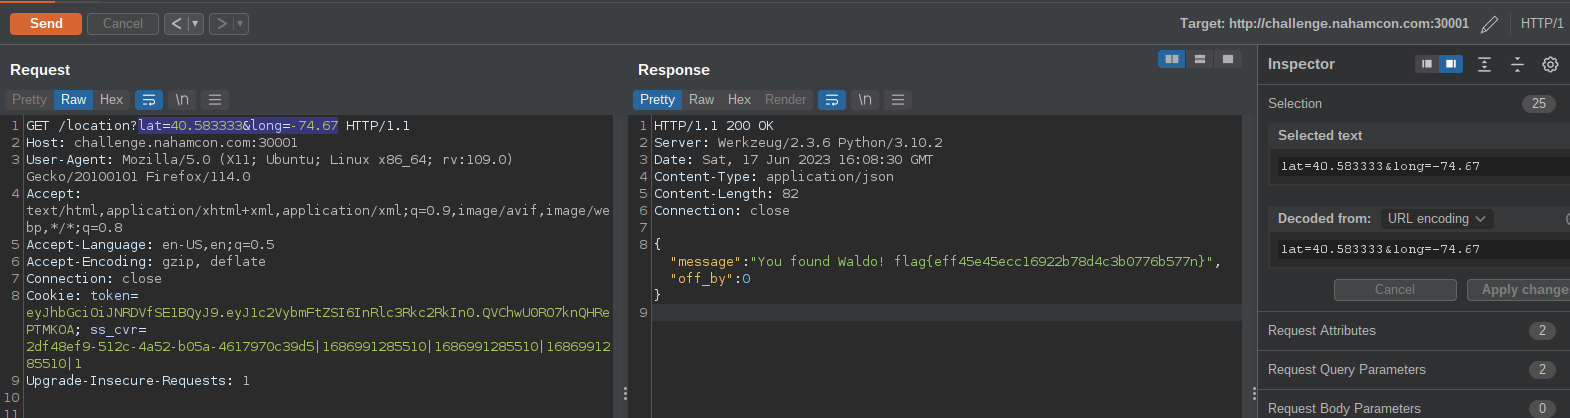 Send Cancel < ▾ > ▾ Target: http://challenge.nahamcon.com:30001 HTTP/1
Request
Pretty Raw Hex \n
1 GET /location?lat=40.583333&long=-74.67 HTTP/1.1
2 Host: challenge.nahamcon.com:30001
3 User-Agent: Mozilla/5.0 (X11; Ubuntu; Linux x86_64; rv:109.0)
Gecko/20100101 Firefox/114.0
4 Accept:
text/html,application/xhtml+xml,application/xml;q=0.9,image/avif,image/we
bp,*/*;q=0.8
5 Accept-Language: en-US,en;q=0.5
6 Accept-Encoding: gzip, deflate
7 Connection: close
8 Cookie: token=
eyJhbGciOiJNRDVfSE1BQyJ9.eyJ1c2VybmFtZSI6InRlc3Rkc2RkIn0.QVChwU0RO7knQHRe
PTMKOA; ss_cvr=
2df48ef9-512c-4a52-b05a-4617970c39d5|1686991285510|1686991285510|16869912
85510|1
9 Upgrade-Insecure-Requests: 1
10
11
Response
Pretty Raw Hex Render \n
1 HTTP/1.1 200 OK
2 Server: Werkzeug/2.3.6 Python/3.10.2
3 Date: Sat, 17 Jun 2023 16:08:30 GMT
4 Content-Type: application/json
5 Content-Length: 82
6 Connection: close
7
8 {
"message":"You found Waldo! flag{eff45e45ecc16922b78d4c3b0776b577n}",
"off_by":0
}
9
Inspector
Selection 25
Selected text
lat=40.583333&long=-74.67
Decoded from: URL encoding
lat=40.583333&long=-74.67
Cancel Apply change
Request Attributes 2
Request Query Parameters 2
Request Body Parameters 0